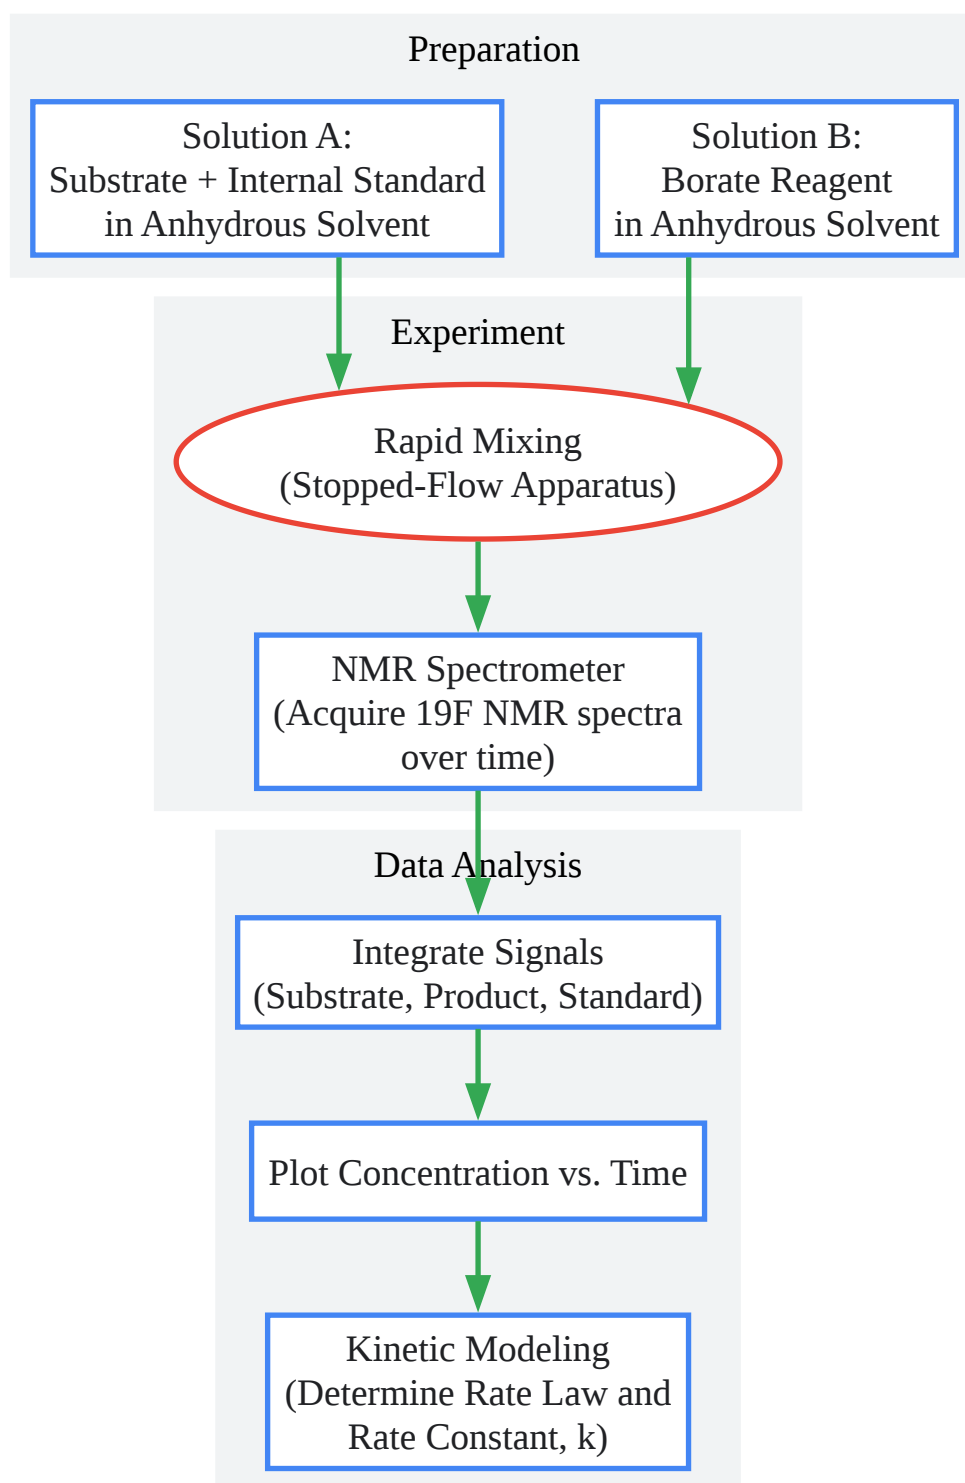 Preparation
Solution A:
Substrate + Internal Standard
in Anhydrous Solvent
Solution B:
Borate Reagent
in Anhydrous Solvent
Experiment
Rapid Mixing
(Stopped-Flow Apparatus)
NMR Spectrometer
(Acquire 19F NMR spectra
over time)
Data Analysis
Integrate Signals
(Substrate, Product, Standard)
Plot Concentration vs. Time
Kinetic Modeling
(Determine Rate Law and
Rate Constant, k)